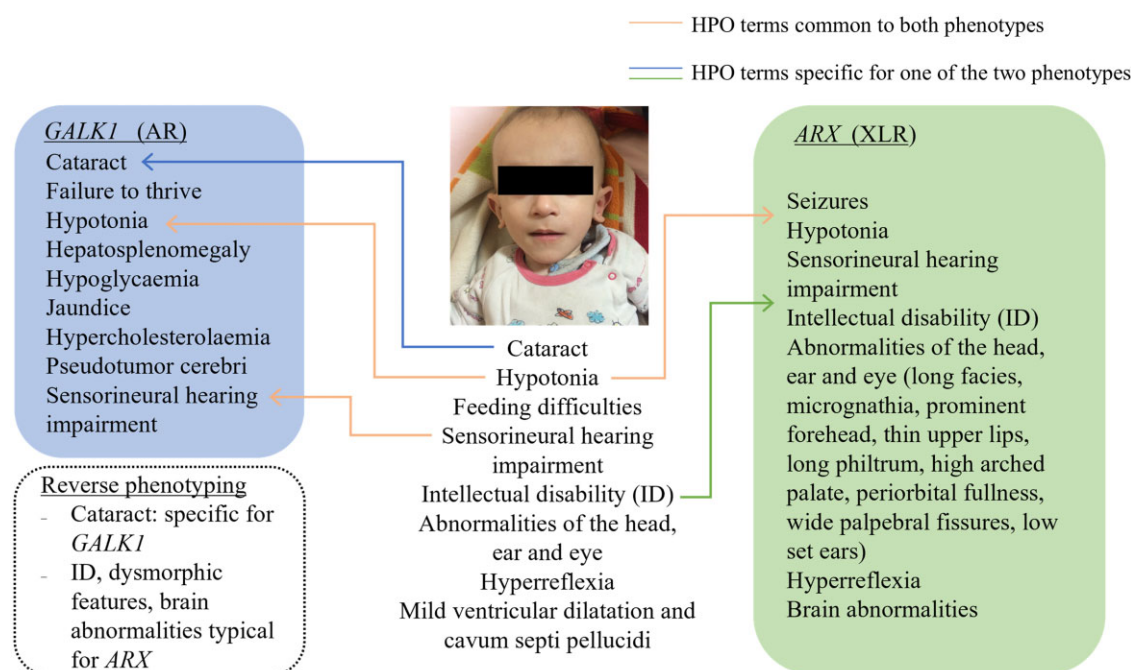 HPO terms common to both phenotypes
HPO terms specific for one of the two phenotypes
GALK1 (AR)
Cataract
Failure to thrive
Hypotonia
Hepatosplenomegaly
Hypoglycaemia
Jaundice
Hypercholesterolaemia
Pseudotumor cerebri
Sensorineural hearing
impairment
Reverse phenotyping
- Cataract: specific for
GALK1
- ID, dysmorphic
features, brain
abnormalities typical
for ARX
Cataract
Hypotonia
Feeding difficulties
Sensorineural hearing
impairment
Intellectual disability (ID)
Abnormalities of the head,
ear and eye
Hyperreflexia
Mild ventricular dilatation and
cavum septi pellucidi
ARX (XLR)
Seizures
Hypotonia
Sensorineural hearing
impairment
Intellectual disability (ID)
Abnormalities of the head,
ear and eye (long facies,
micrognathia, prominent
forehead, thin upper lips,
long philtrum, high arched
palate, periorbital fullness,
wide palpebral fissures, low
set ears)
Hyperreflexia
Brain abnormalities